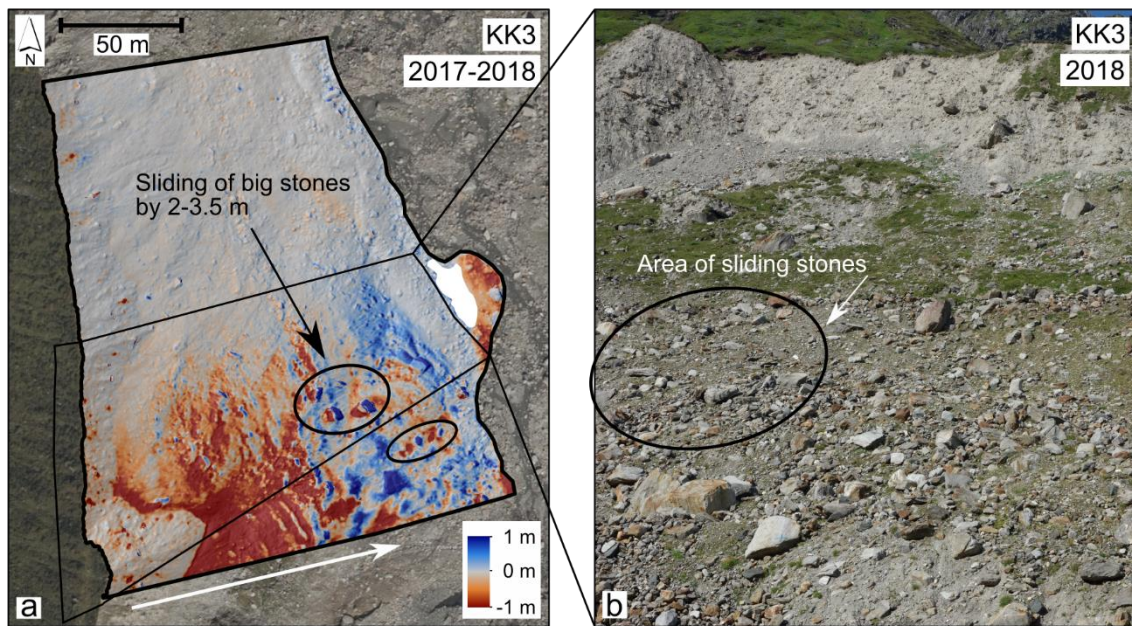 N
50 m
KK3
2017-2018
Sliding of big stones
by 2-3.5 m
1 m
0 m
-1 m
a
KK3
2018
Area of sliding stones
b